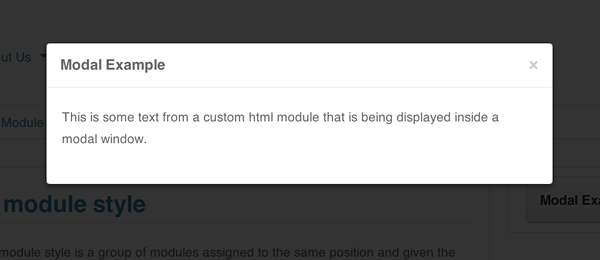 ut Us
Modal Example
×
This is some text from a custom html module that is being displayed inside a
modal window.
Module
module style
Modal Exa
module style is a group of modules assigned to the same position and given the